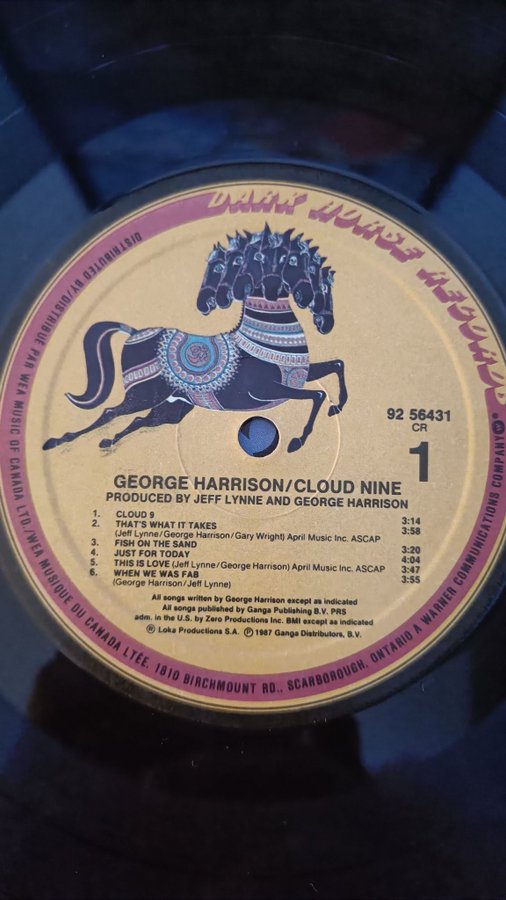 DARK HORSE RECORDS
92 56431
CR
1
GEORGE HARRISON/CLOUD NINE
PRODUCED BY JEFF LYNNE AND GEORGE HARRISON
1. CLOUD 9 3:14
2. THAT'S WHAT IT TAKES 3:58
(Jeff Lynne/George Harrison/Gary Wright) April Music Inc. ASCAP
3. FISH ON THE SAND 3:20
4. JUST FOR TODAY 4:04
5. THIS IS LOVE (Jeff Lynne/George Harrison) April Music Inc. ASCAP 3:47
6. WHEN WE WAS FAB 3:55
(George Harrison/Jeff Lynne)
All songs written by George Harrison except as indicated
All songs published by Ganga Publishing B.V. PRS
adm. in the U.S. by Zero Productions Inc. BMI except as indicated
® Loka Productions S.A. Ⓟ 1987 Ganga Distributors, B.V.
DISTRIBUTED BY/DISTRIBUÉ PAR WEA MUSIC OF CANADA LTD./WEA MUSIQUE DU CANADA LTÉE. 1810 BIRCHMOUNT RD., SCARBOROUGH, ONTARIO A WARNER COMMUNICATIONS COMPANY